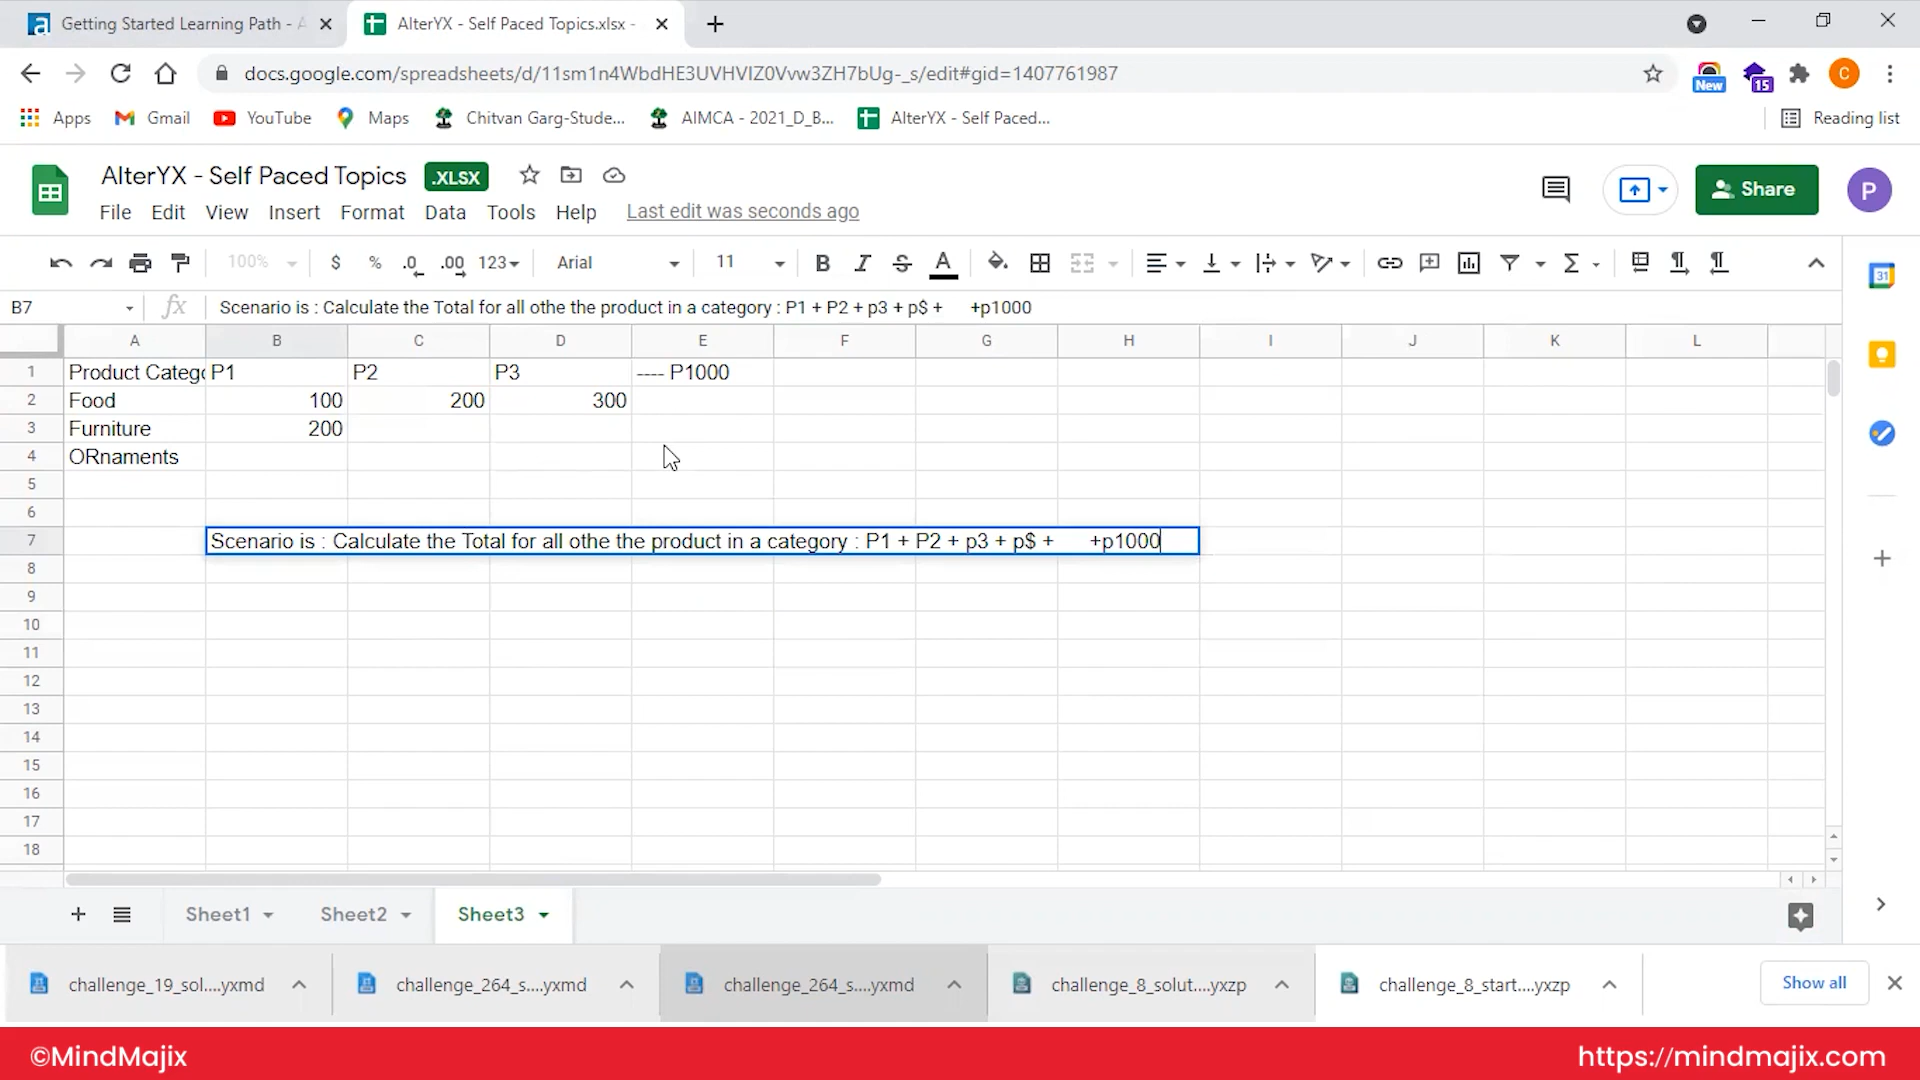 Getting Started Learning Path - A
AlterYX - Self Paced Topics.xlsx -
docs.google.com/spreadsheets/d/11sm1n4WbdHE3UVHVIZ0Vvw3ZH7bUg-_s/edit#gid=1407761987
New
15
C
Apps
Gmail
YouTube
Maps
Chitvan Garg-Stude...
AIMCA - 2021_D_B...
AlterYX - Self Paced...
Reading list
AlterYX - Self Paced Topics
.XLSX
Share
P
File Edit View Insert Format Data Tools Help
Last edit was seconds ago
100% $ % .0 .00 123 Arial 11 B I S A Σ
31
B7
fx
Scenario is : Calculate the Total for all othe the product in a category : P1 + P2 + p3 + p$ + +p1000
A B C D E F G H I J K L
1 Product Catego P1 P2 P3 ---- P1000
2 Food 100 200 300
3 Furniture 200
4 ORnaments
5
6
7 Scenario is : Calculate the Total for all othe the product in a category : P1 + P2 + p3 + p$ + +p1000
8
9
10
11
12
13
14
15
16
17
18
Sheet1 Sheet2 Sheet3
challenge_19_sol....yxmd
challenge_264_s....yxmd
challenge_264_s....yxmd
challenge_8_solut....yxzp
challenge_8_start....yxzp
Show all
©MindMajix
https://mindmajix.com